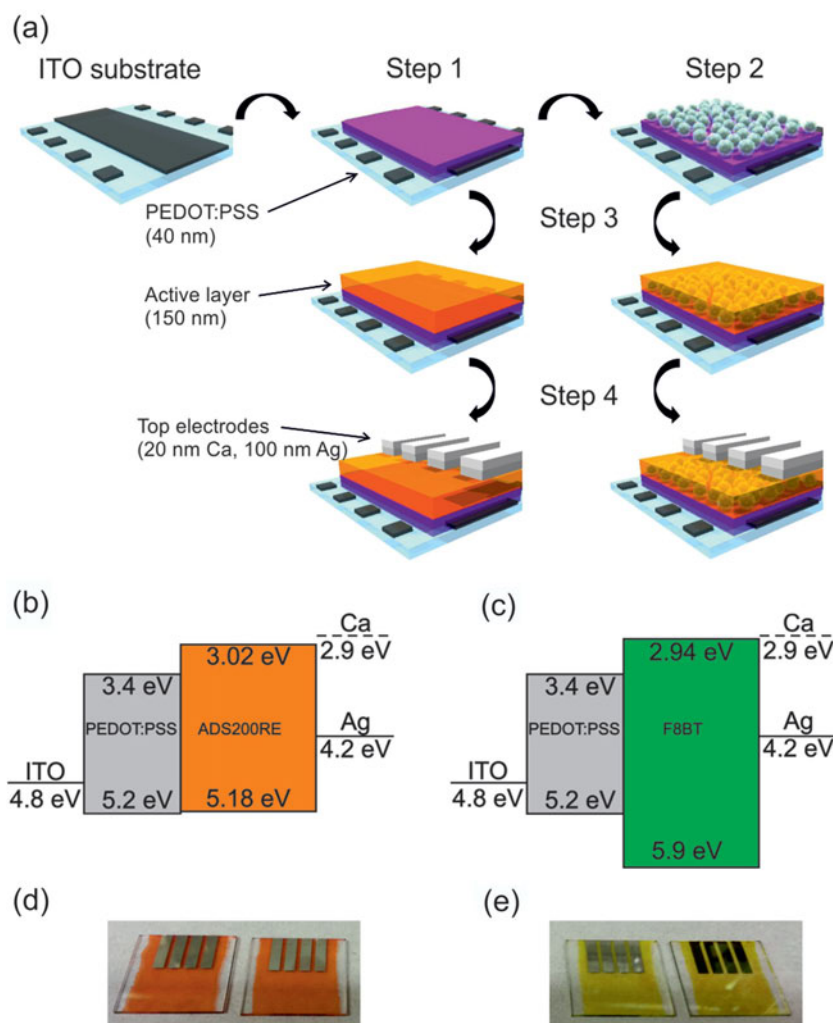 (a)
ITO substrate
Step 1
Step 2
PEDOT:PSS
(40 nm)
Step 3
Active layer
(150 nm)
Step 4
Top electrodes
(20 nm Ca, 100 nm Ag)
(b)
Ca
3.02 eV
2.9 eV
3.4 eV
PEDOT:PSS
ADS200RE
Ag
4.2 eV
ITO
4.8 eV
5.2 eV
5.18 eV
(c)
Ca
2.94 eV
2.9 eV
3.4 eV
PEDOT:PSS
F8BT
Ag
4.2 eV
ITO
4.8 eV
5.2 eV
5.9 eV
(d)
(e)